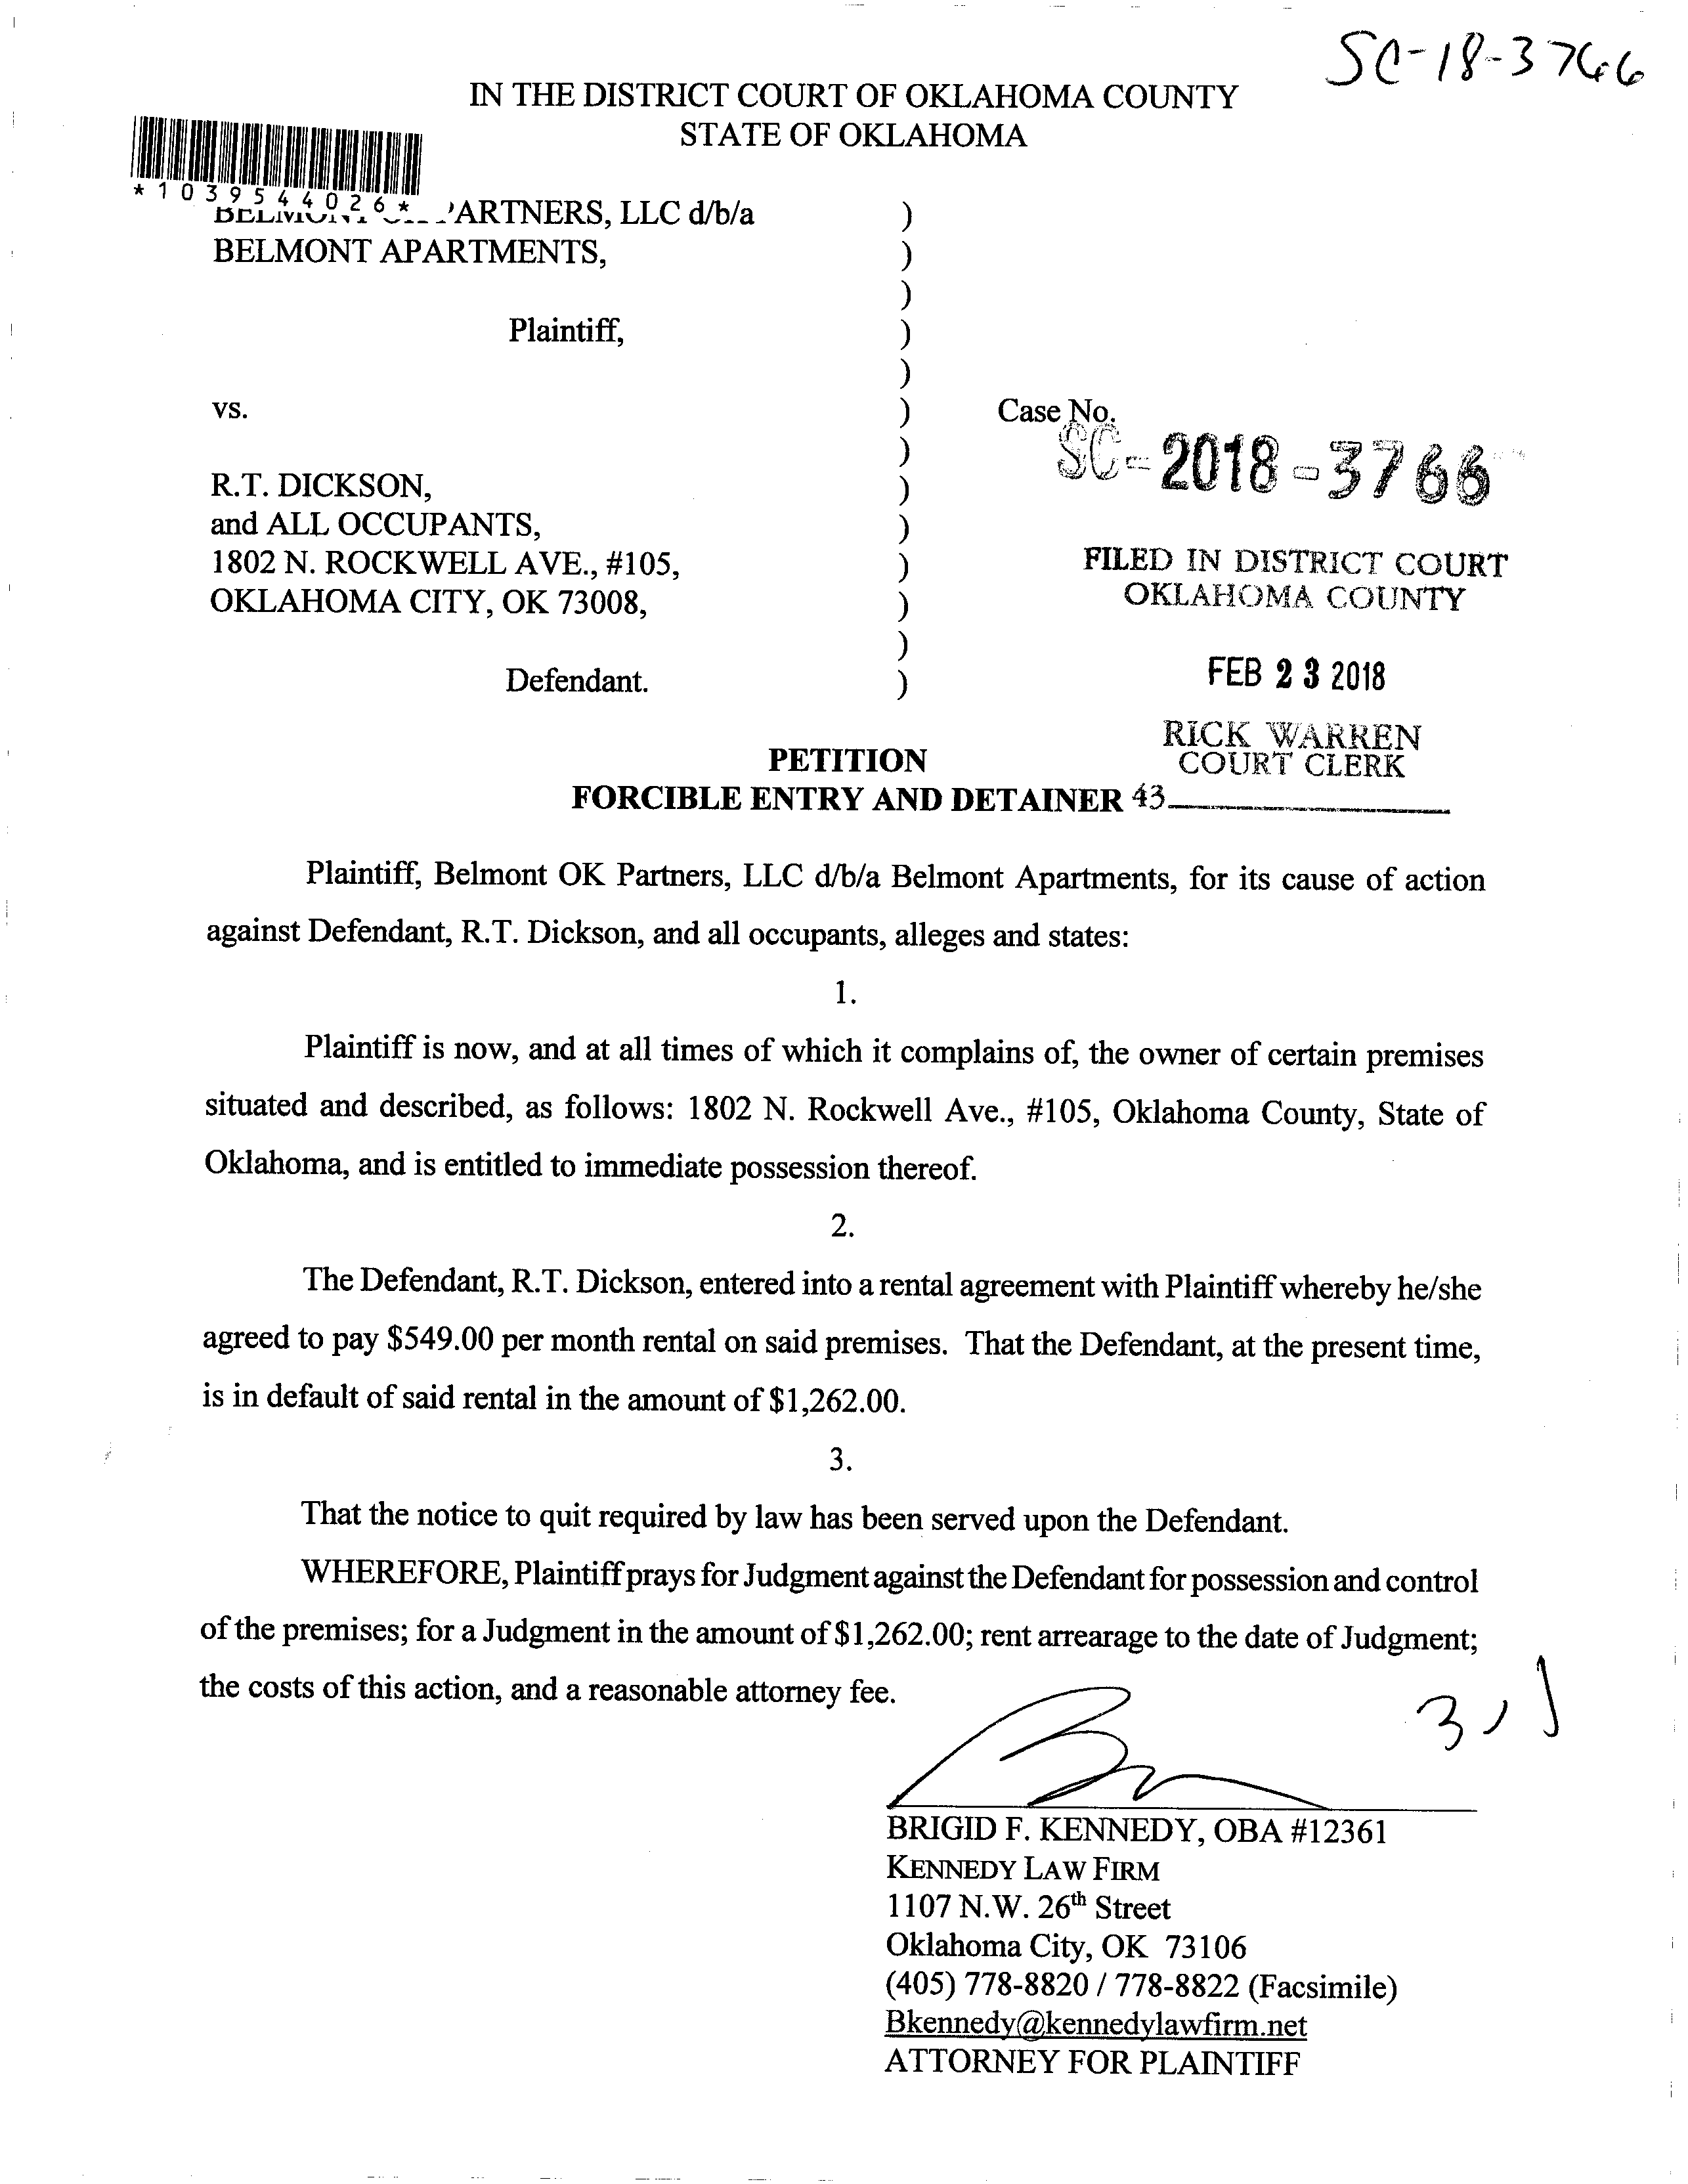 SC-18-3766
IN THE DISTRICT COURT OF OKLAHOMA COUNTY
STATE OF OKLAHOMA
*1039544026*
PARTNERS, LLC d/b/a )
BELMONT APARTMENTS, )
)
Plaintiff, )
)
vs. ) Case No.
) SC-2018-3766
R.T. DICKSON, )
and ALL OCCUPANTS, )
1802 N. ROCKWELL AVE., #105, ) FILED IN DISTRICT COURT
OKLAHOMA CITY, OK 73008, ) OKLAHOMA COUNTY
)
Defendant. ) FEB 23 2018
RICK WARREN
COURT CLERK
PETITION
FORCIBLE ENTRY AND DETAINER 43
Plaintiff, Belmont OK Partners, LLC d/b/a Belmont Apartments, for its cause of action
against Defendant, R.T. Dickson, and all occupants, alleges and states:
1.
Plaintiff is now, and at all times of which it complains of, the owner of certain premises
situated and described, as follows: 1802 N. Rockwell Ave., #105, Oklahoma County, State of
Oklahoma, and is entitled to immediate possession thereof.
2.
The Defendant, R.T. Dickson, entered into a rental agreement with Plaintiff whereby he/she
agreed to pay $549.00 per month rental on said premises. That the Defendant, at the present time,
is in default of said rental in the amount of $1,262.00.
3.
That the notice to quit required by law has been served upon the Defendant.
WHEREFORE, Plaintiff prays for Judgment against the Defendant for possession and control
of the premises; for a Judgment in the amount of $1,262.00; rent arrearage to the date of Judgment;
the costs of this action, and a reasonable attorney fee.
BRIGID F. KENNEDY, OBA #12361
KENNEDY LAW FIRM
1107 N.W. 26th Street
Oklahoma City, OK 73106
(405) 778-8820 / 778-8822 (Facsimile)
Bkennedy@kennedylawfirm.net
ATTORNEY FOR PLAINTIFF